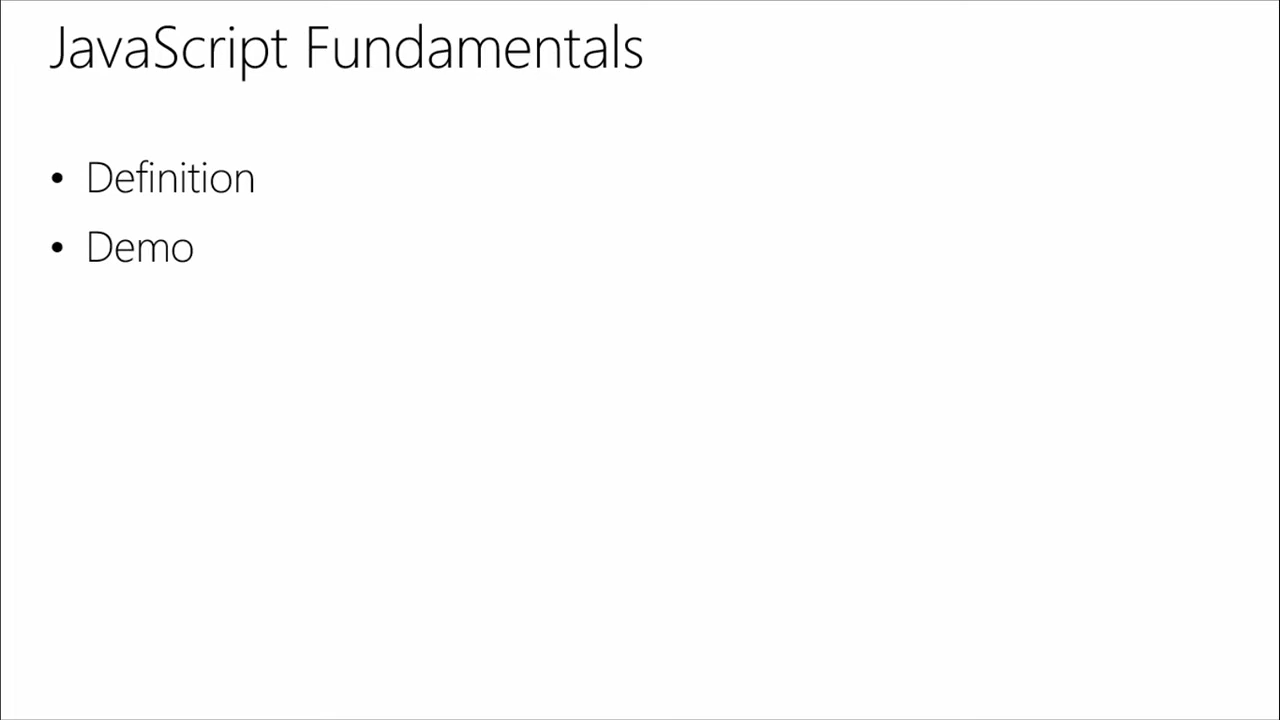 JavaScript Fundamentals
• Definition
• Demo